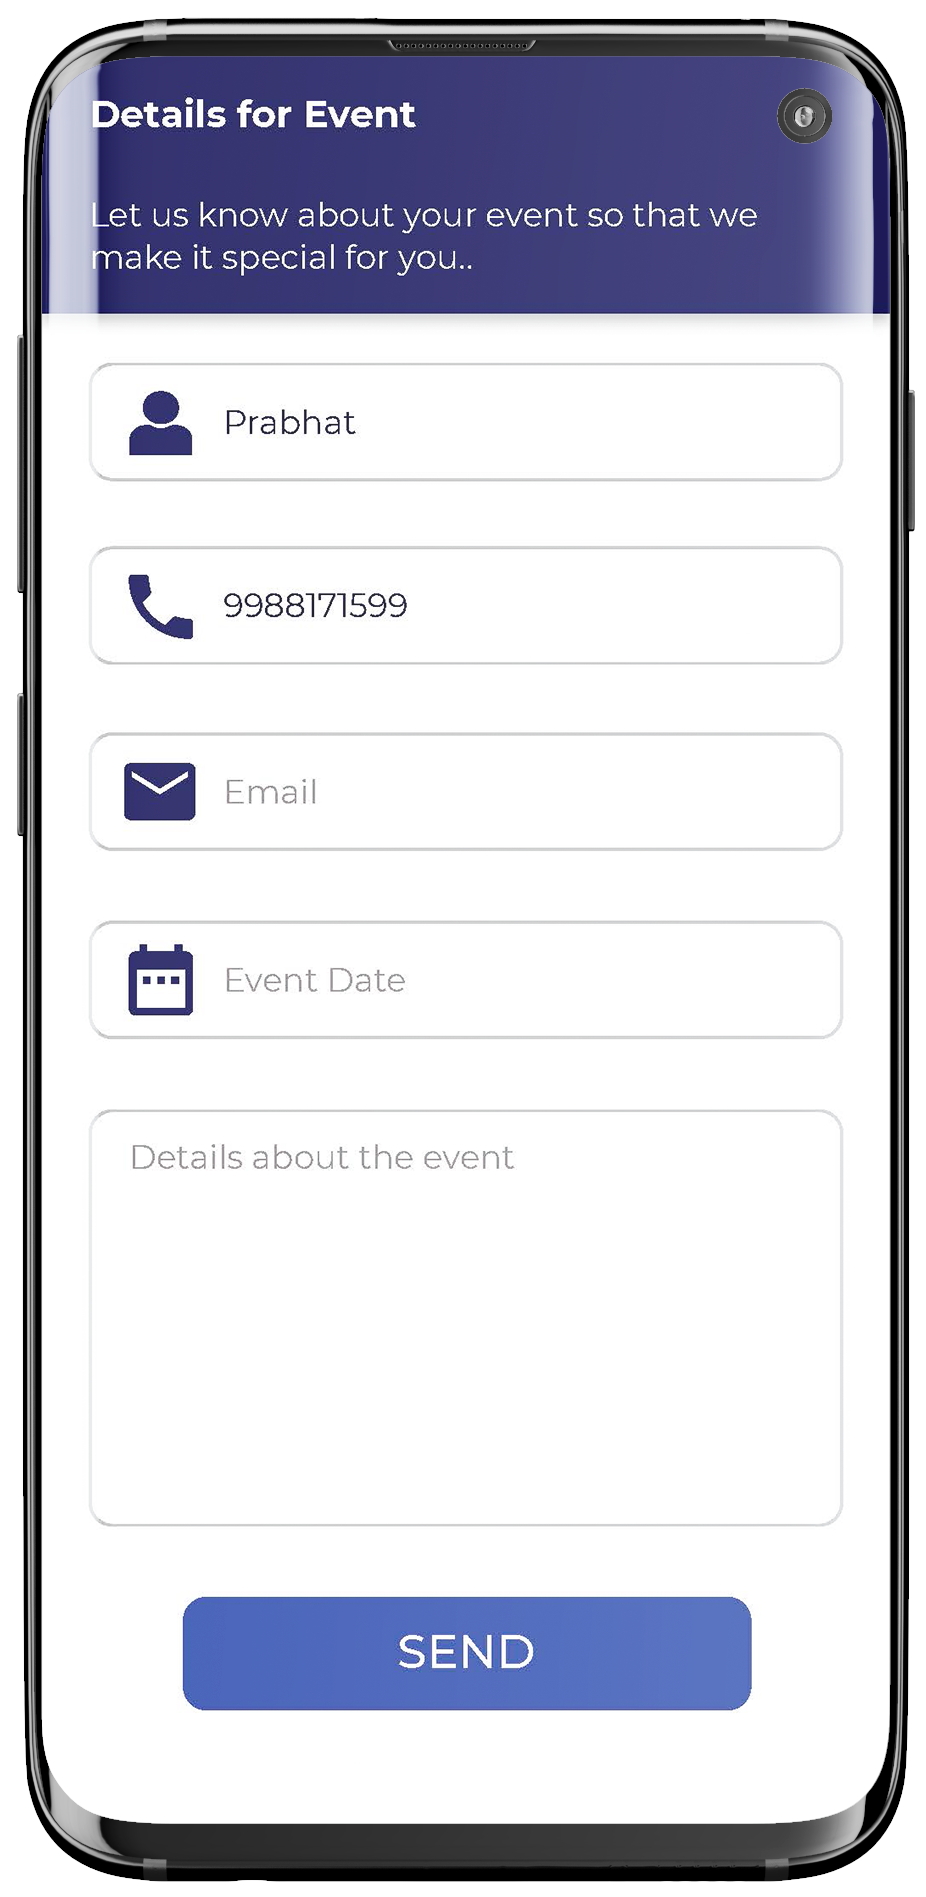 Details for Event
Let us know about your event so that we
make it special for you..
Prabhat
9988171599
Email
Event Date
Details about the event
SEND